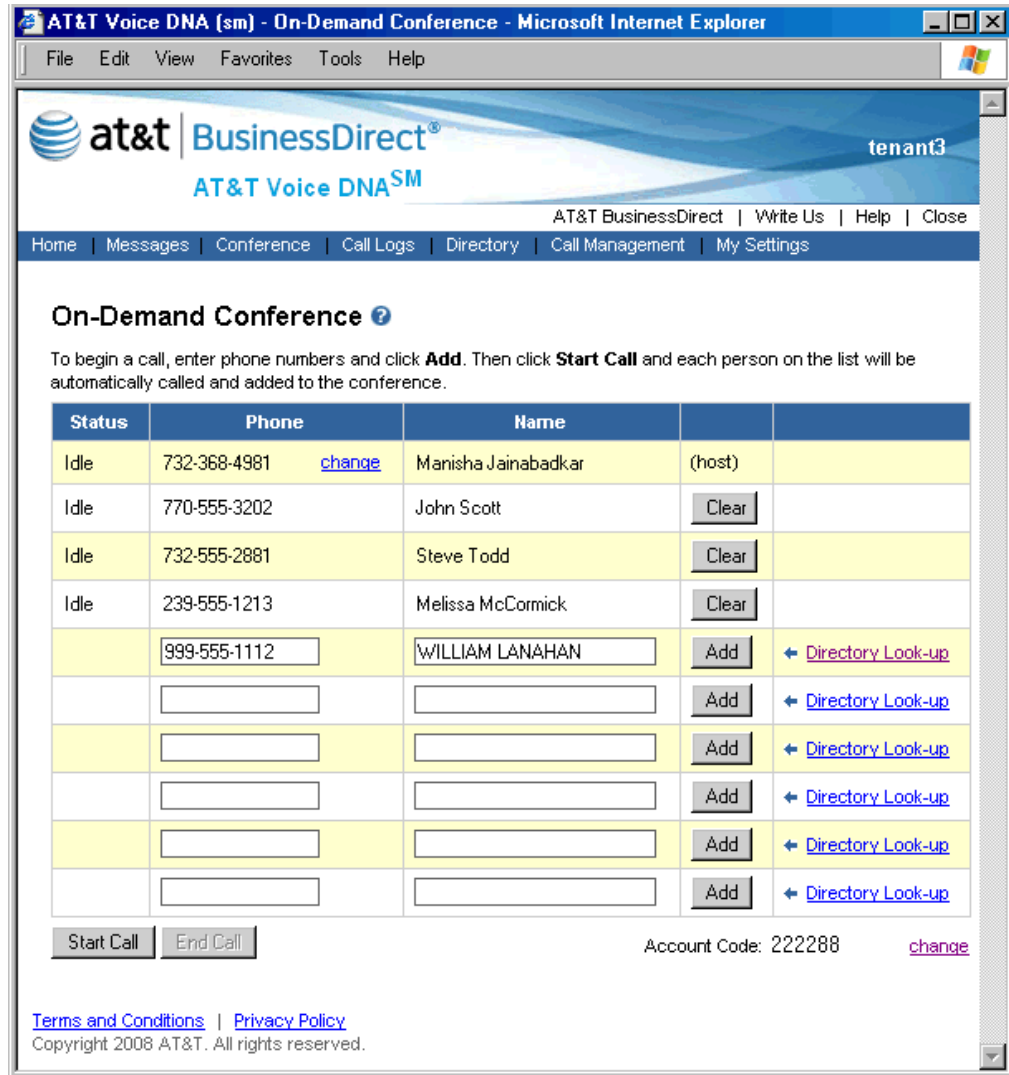 AT&T Voice DNA (sm) - On-Demand Conference - Microsoft Internet Explorer
File Edit View Favorites Tools Help
at&t | BusinessDirect®
tenant3
AT&T Voice DNA SM
AT&T BusinessDirect | Write Us | Help | Close
Home | Messages | Conference | Call Logs | Directory | Call Management | My Settings
On-Demand Conference ?
To begin a call, enter phone numbers and click Add. Then click Start Call and each person on the list will be
automatically called and added to the conference.
Status Phone Name
Idle 732-368-4981 change Manisha Jainabadkar (host)
Idle 770-555-3202 John Scott Clear
Idle 732-555-2881 Steve Todd Clear
Idle 239-555-1213 Melissa McCormick Clear
999-555-1112 WILLIAM LANAHAN Add Directory Look-up
Add Directory Look-up
Add Directory Look-up
Add Directory Look-up
Add Directory Look-up
Add Directory Look-up
Start Call End Call Account Code: 222288 change
Terms and Conditions | Privacy Policy
Copyright 2008 AT&T. All rights reserved.